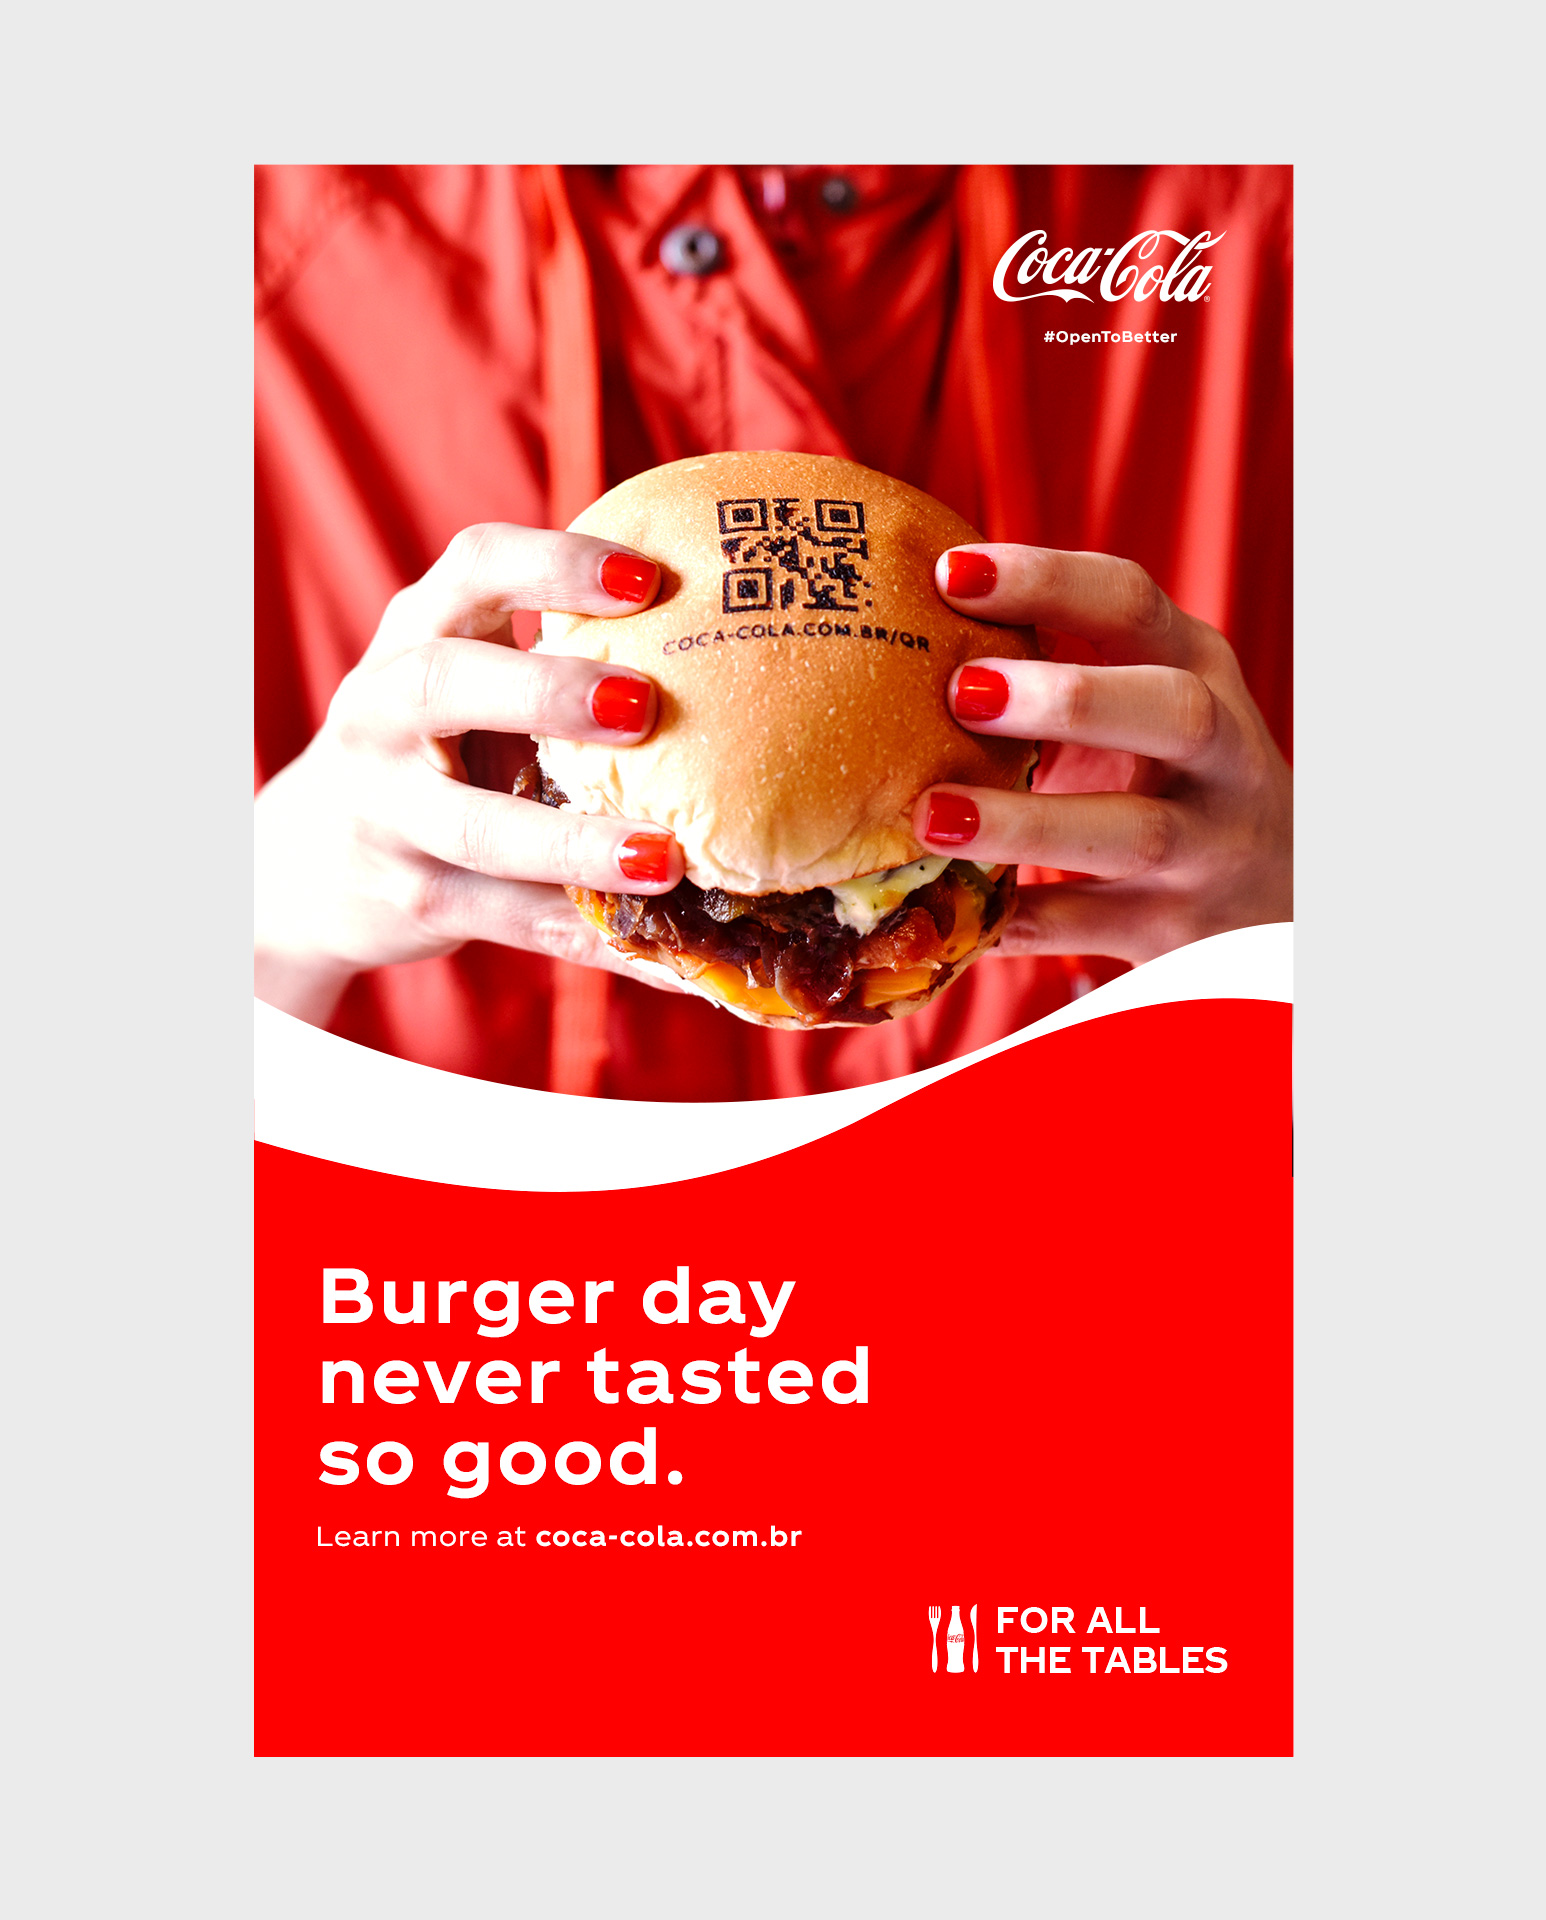 Coca-Cola
#OpenToBetter
COCA-COLA.COM.BR/QR
Burger day
never tasted
so good.
Learn more at coca-cola.com.br
FOR ALL
THE TABLES